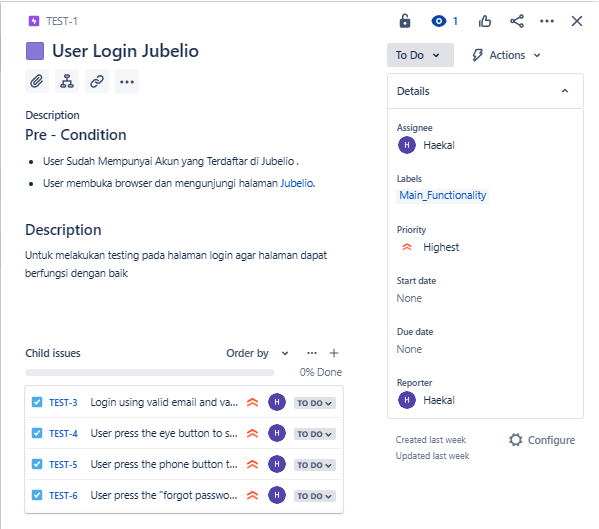 TEST-1
1
User Login Jubelio
To Do
Actions
Details
Description
Pre - Condition
User Sudah Mempunyai Akun yang Terdaftar di Jubelio .
User membuka browser dan mengunjungi halaman Jubelio.
Description
Untuk melakukan testing pada halaman login agar halaman dapat
berfungsi dengan baik
Assignee
H Haekal
Labels
Main_Functionality
Priority
Highest
Start date
None
Due date
None
Reporter
H Haekal
Created last week
Updated last week
Configure
Child issues
Order by
0% Done
TEST-3 Login using valid email and va... H TO DO
TEST-4 User press the eye button to s... H TO DO
TEST-5 User press the phone button t... H TO DO
TEST-6 User press the "forgot passwo... H TO DO